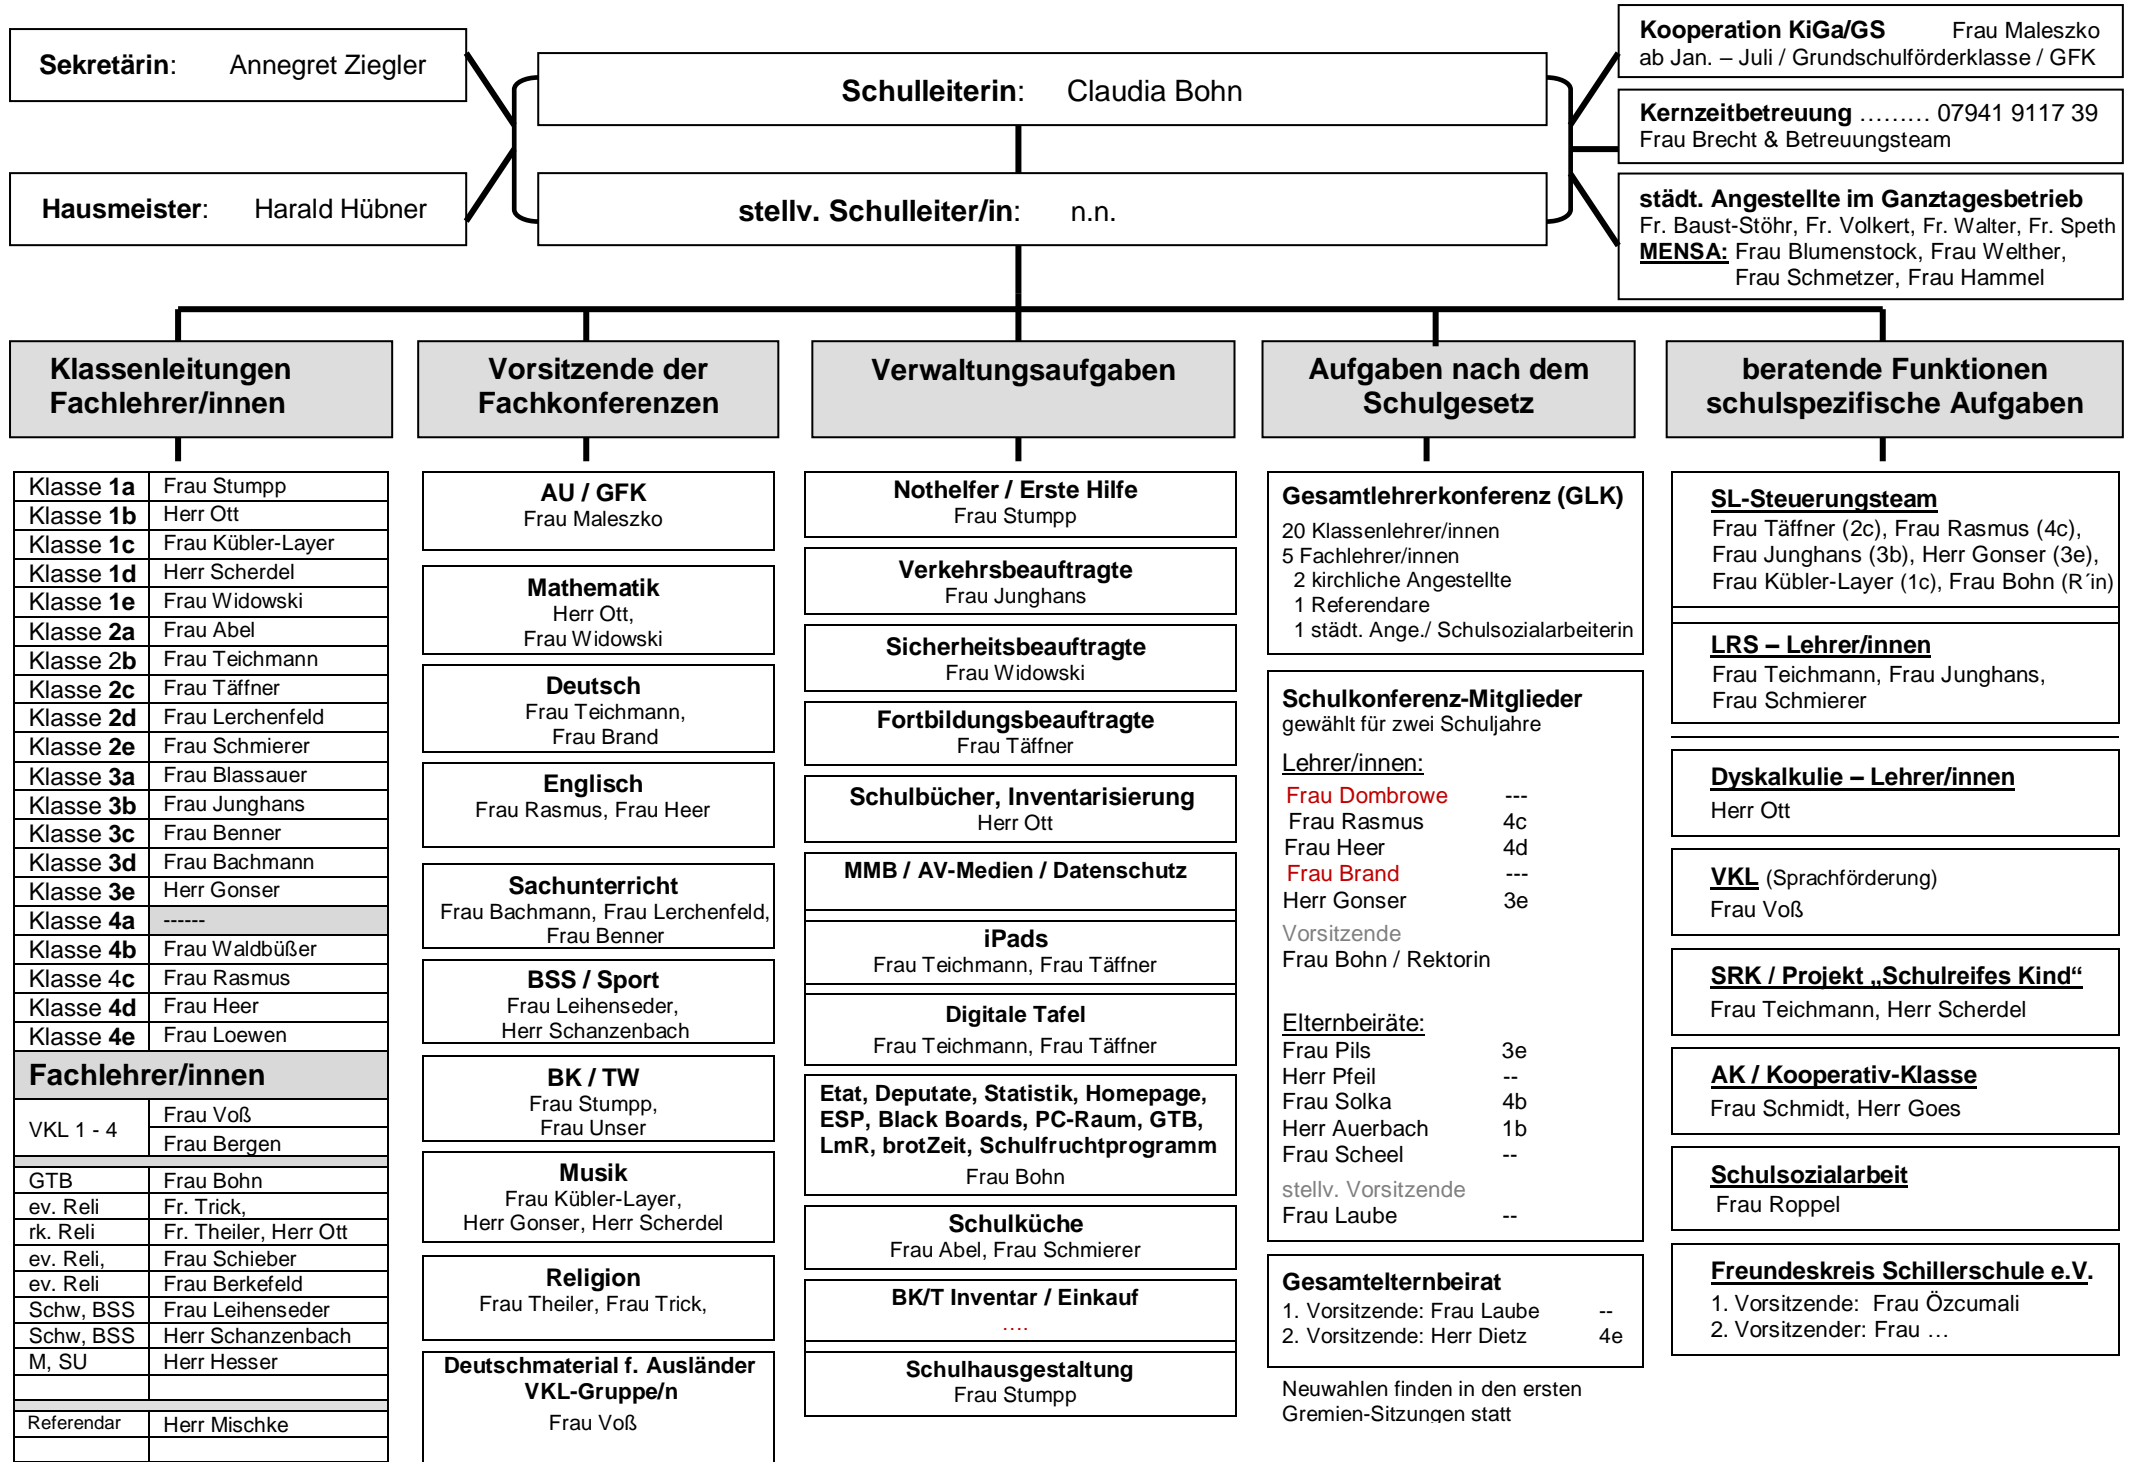 Sekretärin: Annegret Ziegler
Hausmeister: Harald Hübner
Schulleiterin: Claudia Bohn
stellv. Schulleiter/in: n.n.
Kooperation KiGa/GS Frau Maleszko
ab Jan. – Juli / Grundschulförderklasse / GFK
Kernzeitbetreuung ……… 07941 9117 39
Frau Brecht & Betreuungsteam
städt. Angestellte im Ganztagesbetrieb
Fr. Baust-Stöhr, Fr. Volkert, Fr. Walter, Fr. Speth
MENSA: Frau Blumenstock, Frau Welther,
Frau Schmetzer, Frau Hammel
Klassenleitungen
Fachlehrer/innen
Klasse 1a Frau Stumpp
Klasse 1b Herr Ott
Klasse 1c Frau Kübler-Layer
Klasse 1d Herr Scherdel
Klasse 1e Frau Widowski
Klasse 2a Frau Abel
Klasse 2b Frau Teichmann
Klasse 2c Frau Täffner
Klasse 2d Frau Lerchenfeld
Klasse 2e Frau Schmierer
Klasse 3a Frau Blassauer
Klasse 3b Frau Junghans
Klasse 3c Frau Benner
Klasse 3d Frau Bachmann
Klasse 3e Herr Gonser
Klasse 4a ------
Klasse 4b Frau Waldbüßer
Klasse 4c Frau Rasmus
Klasse 4d Frau Heer
Klasse 4e Frau Loewen
Fachlehrer/innen
VKL 1 - 4 Frau Voß
Frau Bergen
GTB Frau Bohn
ev. Reli Fr. Trick,
rk. Reli Fr. Theiler, Herr Ott
ev. Reli, Frau Schieber
ev. Reli Frau Berkefeld
Schw, BSS Frau Leihenseder
Schw, BSS Herr Schanzenbach
M, SU Herr Hesser
Referendar Herr Mischke
Vorsitzende der
Fachkonferenzen
AU / GFK
Frau Maleszko
Mathematik
Herr Ott,
Frau Widowski
Deutsch
Frau Teichmann,
Frau Brand
Englisch
Frau Rasmus, Frau Heer
Sachunterricht
Frau Bachmann, Frau Lerchenfeld,
Frau Benner
BSS / Sport
Frau Leihenseder,
Herr Schanzenbach
BK / TW
Frau Stumpp,
Frau Unser
Musik
Frau Kübler-Layer,
Herr Gonser, Herr Scherdel
Religion
Frau Theiler, Frau Trick,
Deutschmaterial f. Ausländer
VKL-Gruppe/n
Frau Voß
Verwaltungsaufgaben
Nothelfer / Erste Hilfe
Frau Stumpp
Verkehrsbeauftragte
Frau Junghans
Sicherheitsbeauftragte
Frau Widowski
Fortbildungsbeauftragte
Frau Täffner
Schulbücher, Inventarisierung
Herr Ott
MMB / AV-Medien / Datenschutz
iPads
Frau Teichmann, Frau Täffner
Digitale Tafel
Frau Teichmann, Frau Täffner
Etat, Deputate, Statistik, Homepage,
ESP, Black Boards, PC-Raum, GTB,
LmR, brotZeit, Schulfruchtprogramm
Frau Bohn
Schulküche
Frau Abel, Frau Schmierer
BK/T Inventar / Einkauf
….
Schulhausgestaltung
Frau Stumpp
Aufgaben nach dem
Schulgesetz
Gesamtlehrerkonferenz (GLK)
20 Klassenlehrer/innen
5 Fachlehrer/innen
2 kirchliche Angestellte
1 Referendare
1 städt. Ange./ Schulsozialarbeiterin
Schulkonferenz-Mitglieder
gewählt für zwei Schuljahre
Lehrer/innen:
Frau Dombrowe ---
Frau Rasmus 4c
Frau Heer 4d
Frau Brand ---
Herr Gonser 3e
Vorsitzende
Frau Bohn / Rektorin
Elternbeiräte:
Frau Pils 3e
Herr Pfeil --
Frau Solka 4b
Herr Auerbach 1b
Frau Scheel --
stellv. Vorsitzende
Frau Laube --
Gesamtelternbeirat
1. Vorsitzende: Frau Laube --
2. Vorsitzende: Herr Dietz 4e
Neuwahlen finden in den ersten
Gremien-Sitzungen statt
beratende Funktionen
schulspezifische Aufgaben
SL-Steuerungsteam
Frau Täffner (2c), Frau Rasmus (4c),
Frau Junghans (3b), Herr Gonser (3e),
Frau Kübler-Layer (1c), Frau Bohn (R´in)
LRS – Lehrer/innen
Frau Teichmann, Frau Junghans,
Frau Schmierer
Dyskalkulie – Lehrer/innen
Herr Ott
VKL (Sprachförderung)
Frau Voß
SRK / Projekt „Schulreifes Kind“
Frau Teichmann, Herr Scherdel
AK / Kooperativ-Klasse
Frau Schmidt, Herr Goes
Schulsozialarbeit
Frau Roppel
Freundeskreis Schillerschule e.V.
1. Vorsitzende: Frau Özcumali
2. Vorsitzender: Frau …